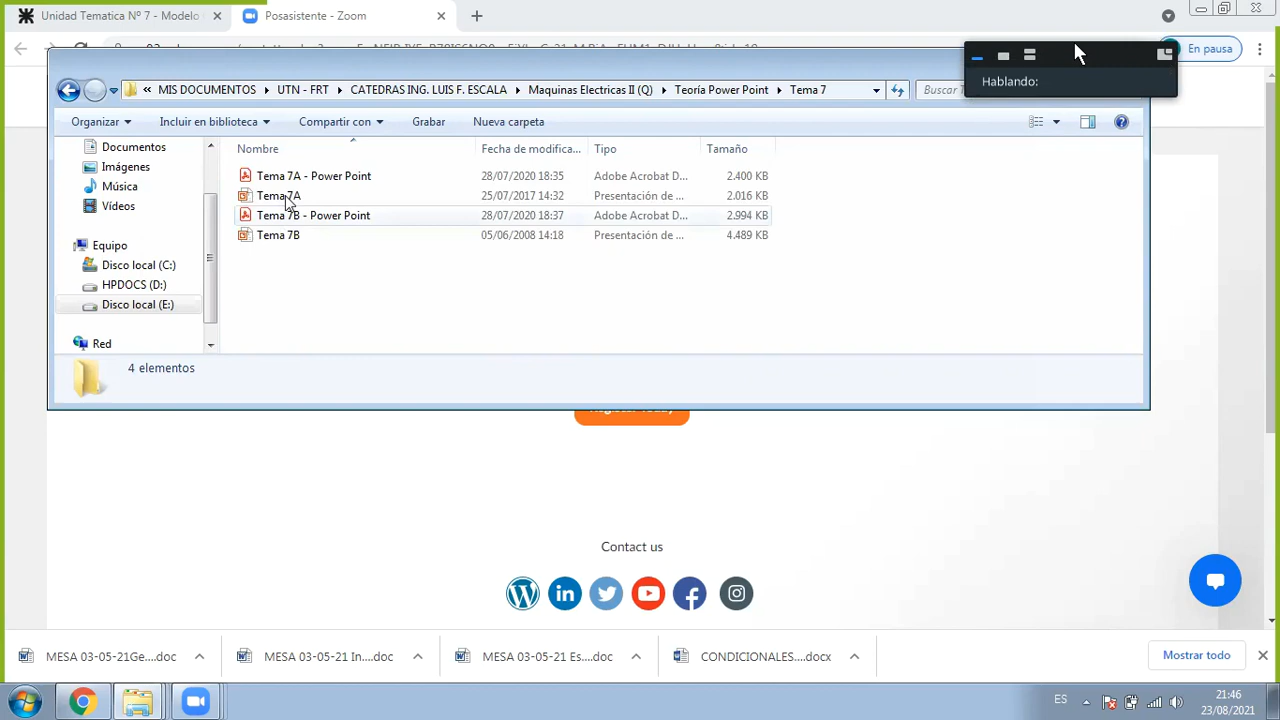 Unidad Tematica Nº 7 - Modelo
Posasistente - Zoom
En pausa
Hablando:
MIS DOCUMENTOS
UTN - FRT
CATEDRAS ING. LUIS F. ESCALA
Maquinas Electricas II (Q)
Teoría Power Point
Tema 7
Buscar
Organizar
Incluir en biblioteca
Compartir con
Grabar
Nueva carpeta
Documentos
Imágenes
Música
Vídeos
Equipo
Disco local (C:)
HPDOCS (D:)
Disco local (E:)
Red
Nombre Fecha de modifica... Tipo Tamaño
Tema 7A - Power Point 28/07/2020 18:35 Adobe Acrobat D... 2.400 KB
Tema 7A 25/07/2017 14:32 Presentación de ... 2.016 KB
Tema 7B - Power Point 28/07/2020 18:37 Adobe Acrobat D... 2.994 KB
Tema 7B 05/06/2008 14:18 Presentación de ... 4.489 KB
4 elementos
Contact us
MESA 03-05-21Ge....doc
MESA 03-05-21 In....doc
MESA 03-05-21 Es....doc
CONDICIONALES....docx
Mostrar todo
ES
21:46
23/08/2021